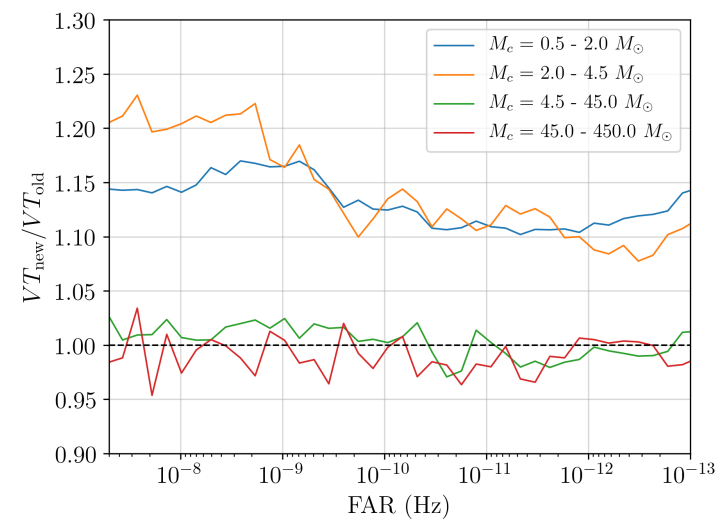 1.30
1.25
1.20
1.15
1.10
1.05
1.00
0.95
0.90
VT_new/VT_old
M_c = 0.5 - 2.0 M_⊙
M_c = 2.0 - 4.5 M_⊙
M_c = 4.5 - 45.0 M_⊙
M_c = 45.0 - 450.0 M_⊙
10⁻⁸ 10⁻⁹ 10⁻¹⁰ 10⁻¹¹ 10⁻¹² 10⁻¹³
FAR (Hz)